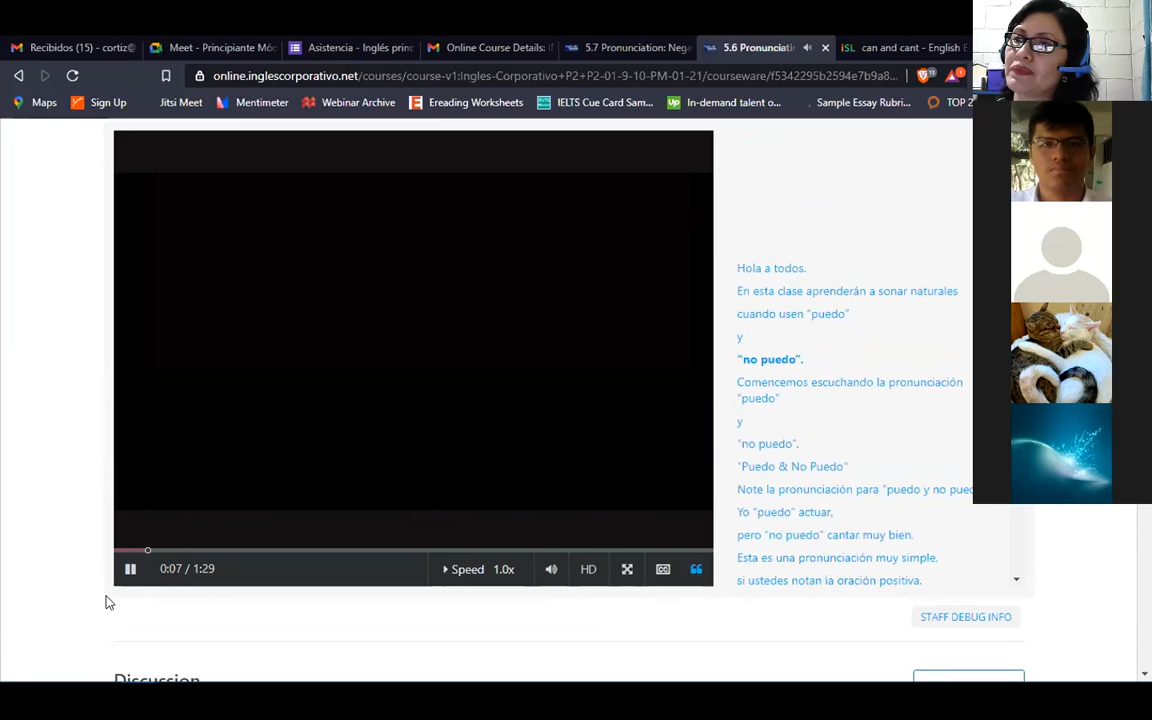 Recibidos (15) - cortiz@
Meet - Principiante Móc
Asistencia - Inglés princ
Online Course Details: If
5.7 Pronunciation: Nega
5.6 Pronunciatio
iSL can and cant - English E
online.inglescorporativo.net/courses/course-v1:Ingles-Corporativo+P2+P2-01-9-10-PM-01-21/courseware/f5342295b2594e7b9a8...
11
1
Maps
Sign Up
Jitsi Meet
Mentimeter
Webinar Archive
Ereading Worksheets
IELTS Cue Card Sam...
Up In-demand talent o...
Sample Essay Rubri...
TOP 2
Hola a todos.
En esta clase aprenderán a sonar naturales
cuando usen "puedo"
y
"no puedo".
Comencemos escuchando la pronunciación
"puedo"
y
"no puedo".
"Puedo & No Puedo"
Note la pronunciación para "puedo y no pued
Yo "puedo" actuar,
pero "no puedo" cantar muy bien.
Esta es una pronunciación muy simple,
si ustedes notan la oración positiva.
0:07 / 1:29
Speed 1.0x
HD
STAFF DEBUG INFO
Discussion